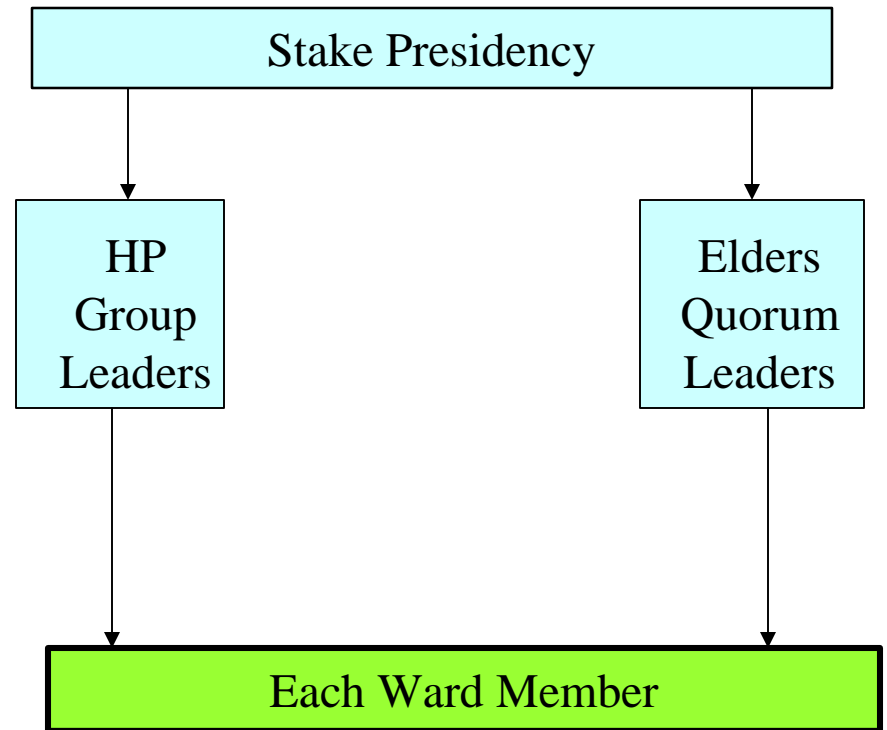 Stake Presidency
HP
Group
Leaders
Elders
Quorum
Leaders
Each Ward Member